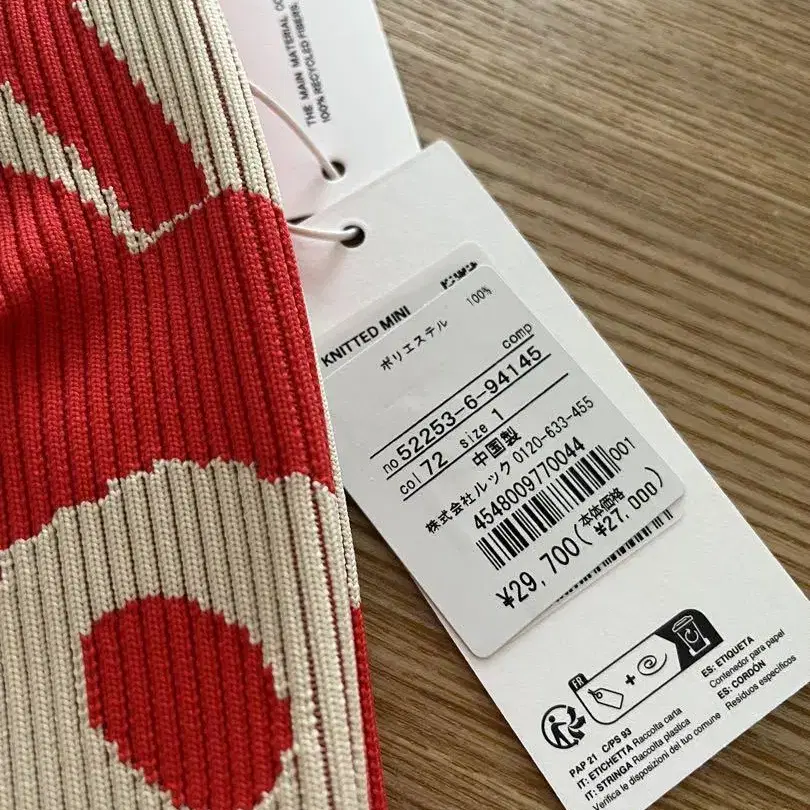 THE MAIN MATERIAL CO
100% RECYCLED FIBERS.
KNITTED MINI
ポリエステル 100%
comp
no 52253-6-94145
col 72 size 1
中国製
株式会社ルック 0120-633-455
4548009770044
001
¥29,700(本体価格 ¥27,000)
FR
+
ES: ETIQUETA
Contenedor para papel
ES: CORDÓN
Residuos específicos
PAP 21 C/PS 93
IT: ETICHETTA Raccolta carta
IT: STRINGA Raccolta plastica
Verifica le disposizioni del tuo comune